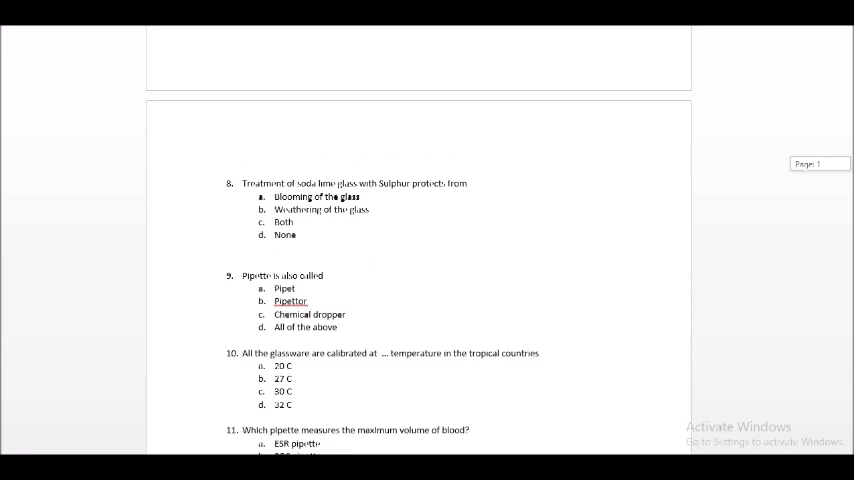 Page: 1
8. Treatment of soda lime glass with Sulphur protects from
a. Blooming of the glass
b. Weathering of the glass
c. Both
d. None
9. Pipette is also called
a. Pipet
b. Pipettor
c. Chemical dropper
d. All of the above
10. All the glassware are calibrated at ... temperature in the tropical countries
a. 20 C
b. 27 C
c. 30 C
d. 32 C
11. Which pipette measures the maximum volume of blood?
a. ESR pipette
Activate Windows
Go to Settings to activate Windows.